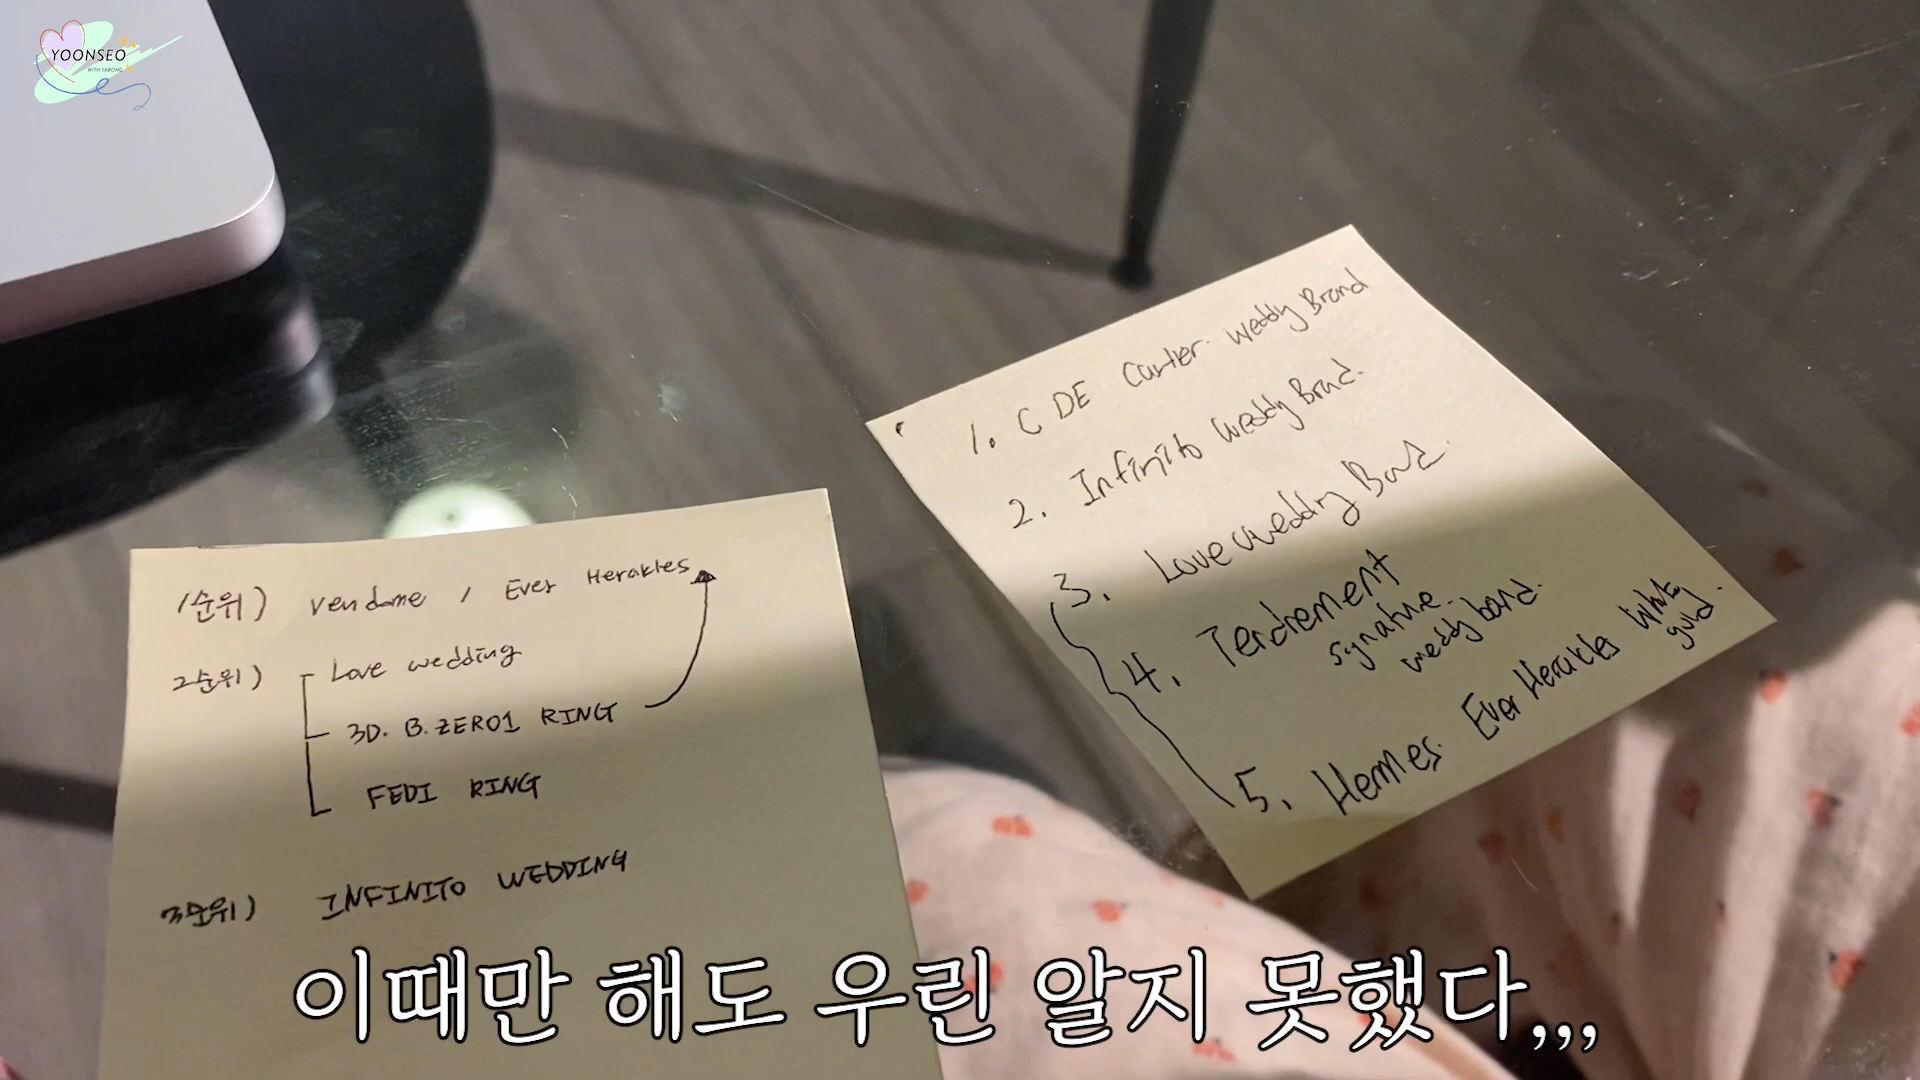 YOONSEO
WITH YABONG
1순위) Vendome / Ever Herakles
2순위) Love wedding
3D. B.ZERO1 RING
FEDI RING
3순위) INFINITO WEDDING
1. C DE Cartier. Weddy Brand
2. Infinito Weddy Brand.
3. Love wedding Band.
4. Tendrement
signature.
weddy band.
5. Hermes. Ever Herakles White
gold.
이때만 해도 우린 알지 못했다,,,